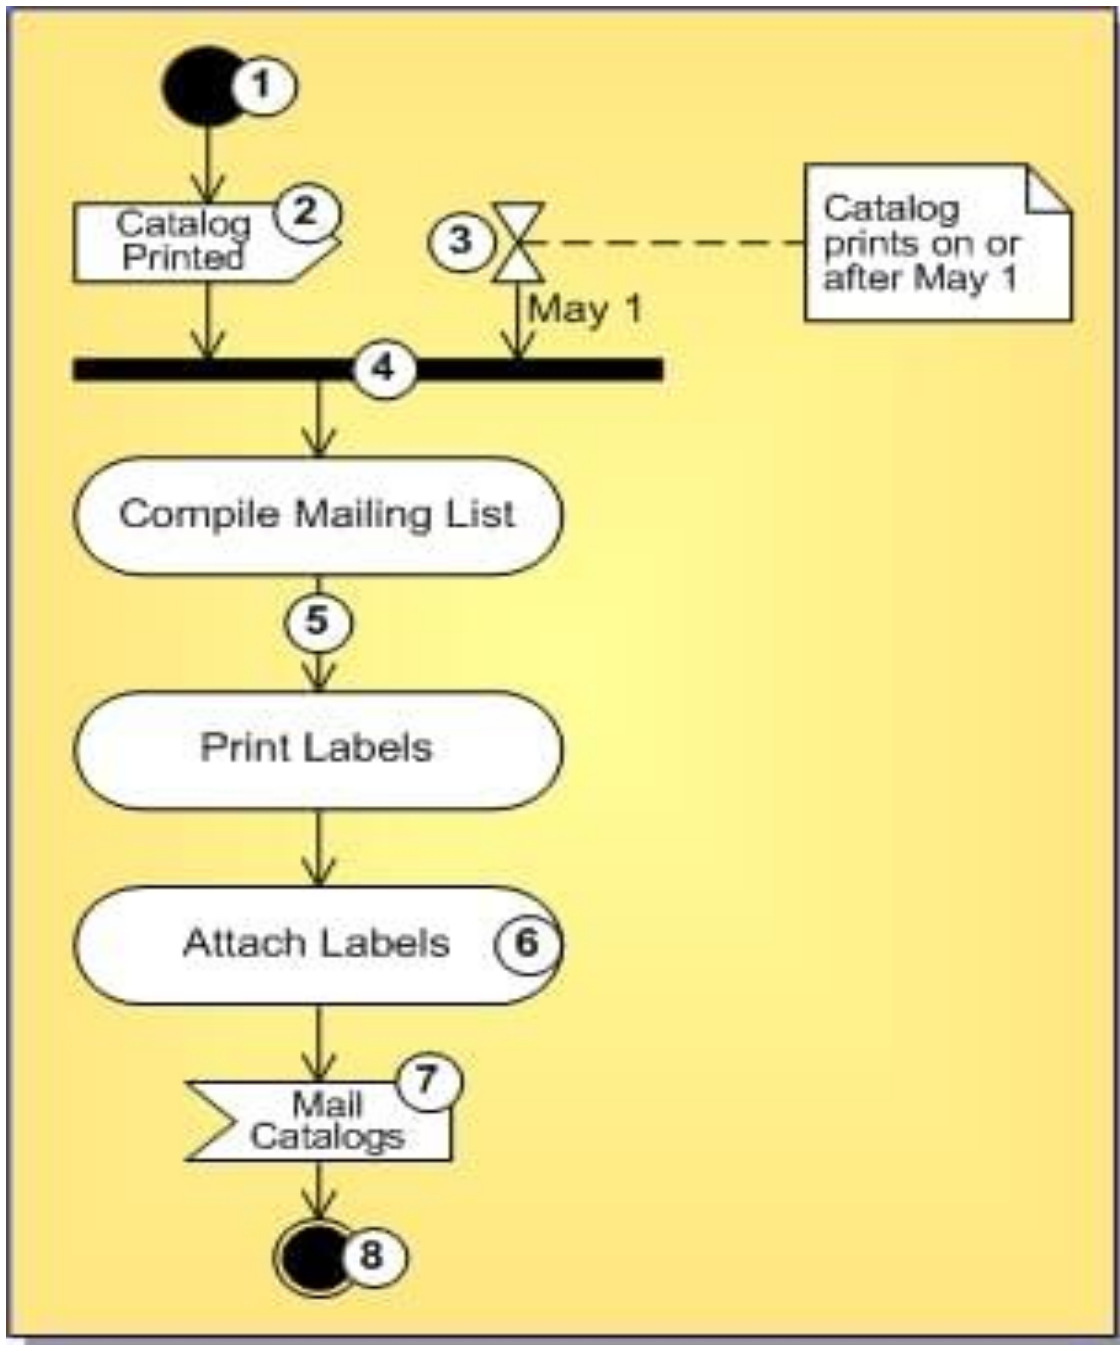 1
2
Catalog
Printed
3
Catalog
prints on or
after May 1
May 1
4
Compile Mailing List
5
Print Labels
Attach Labels
6
7
Mail
Catalogs
8